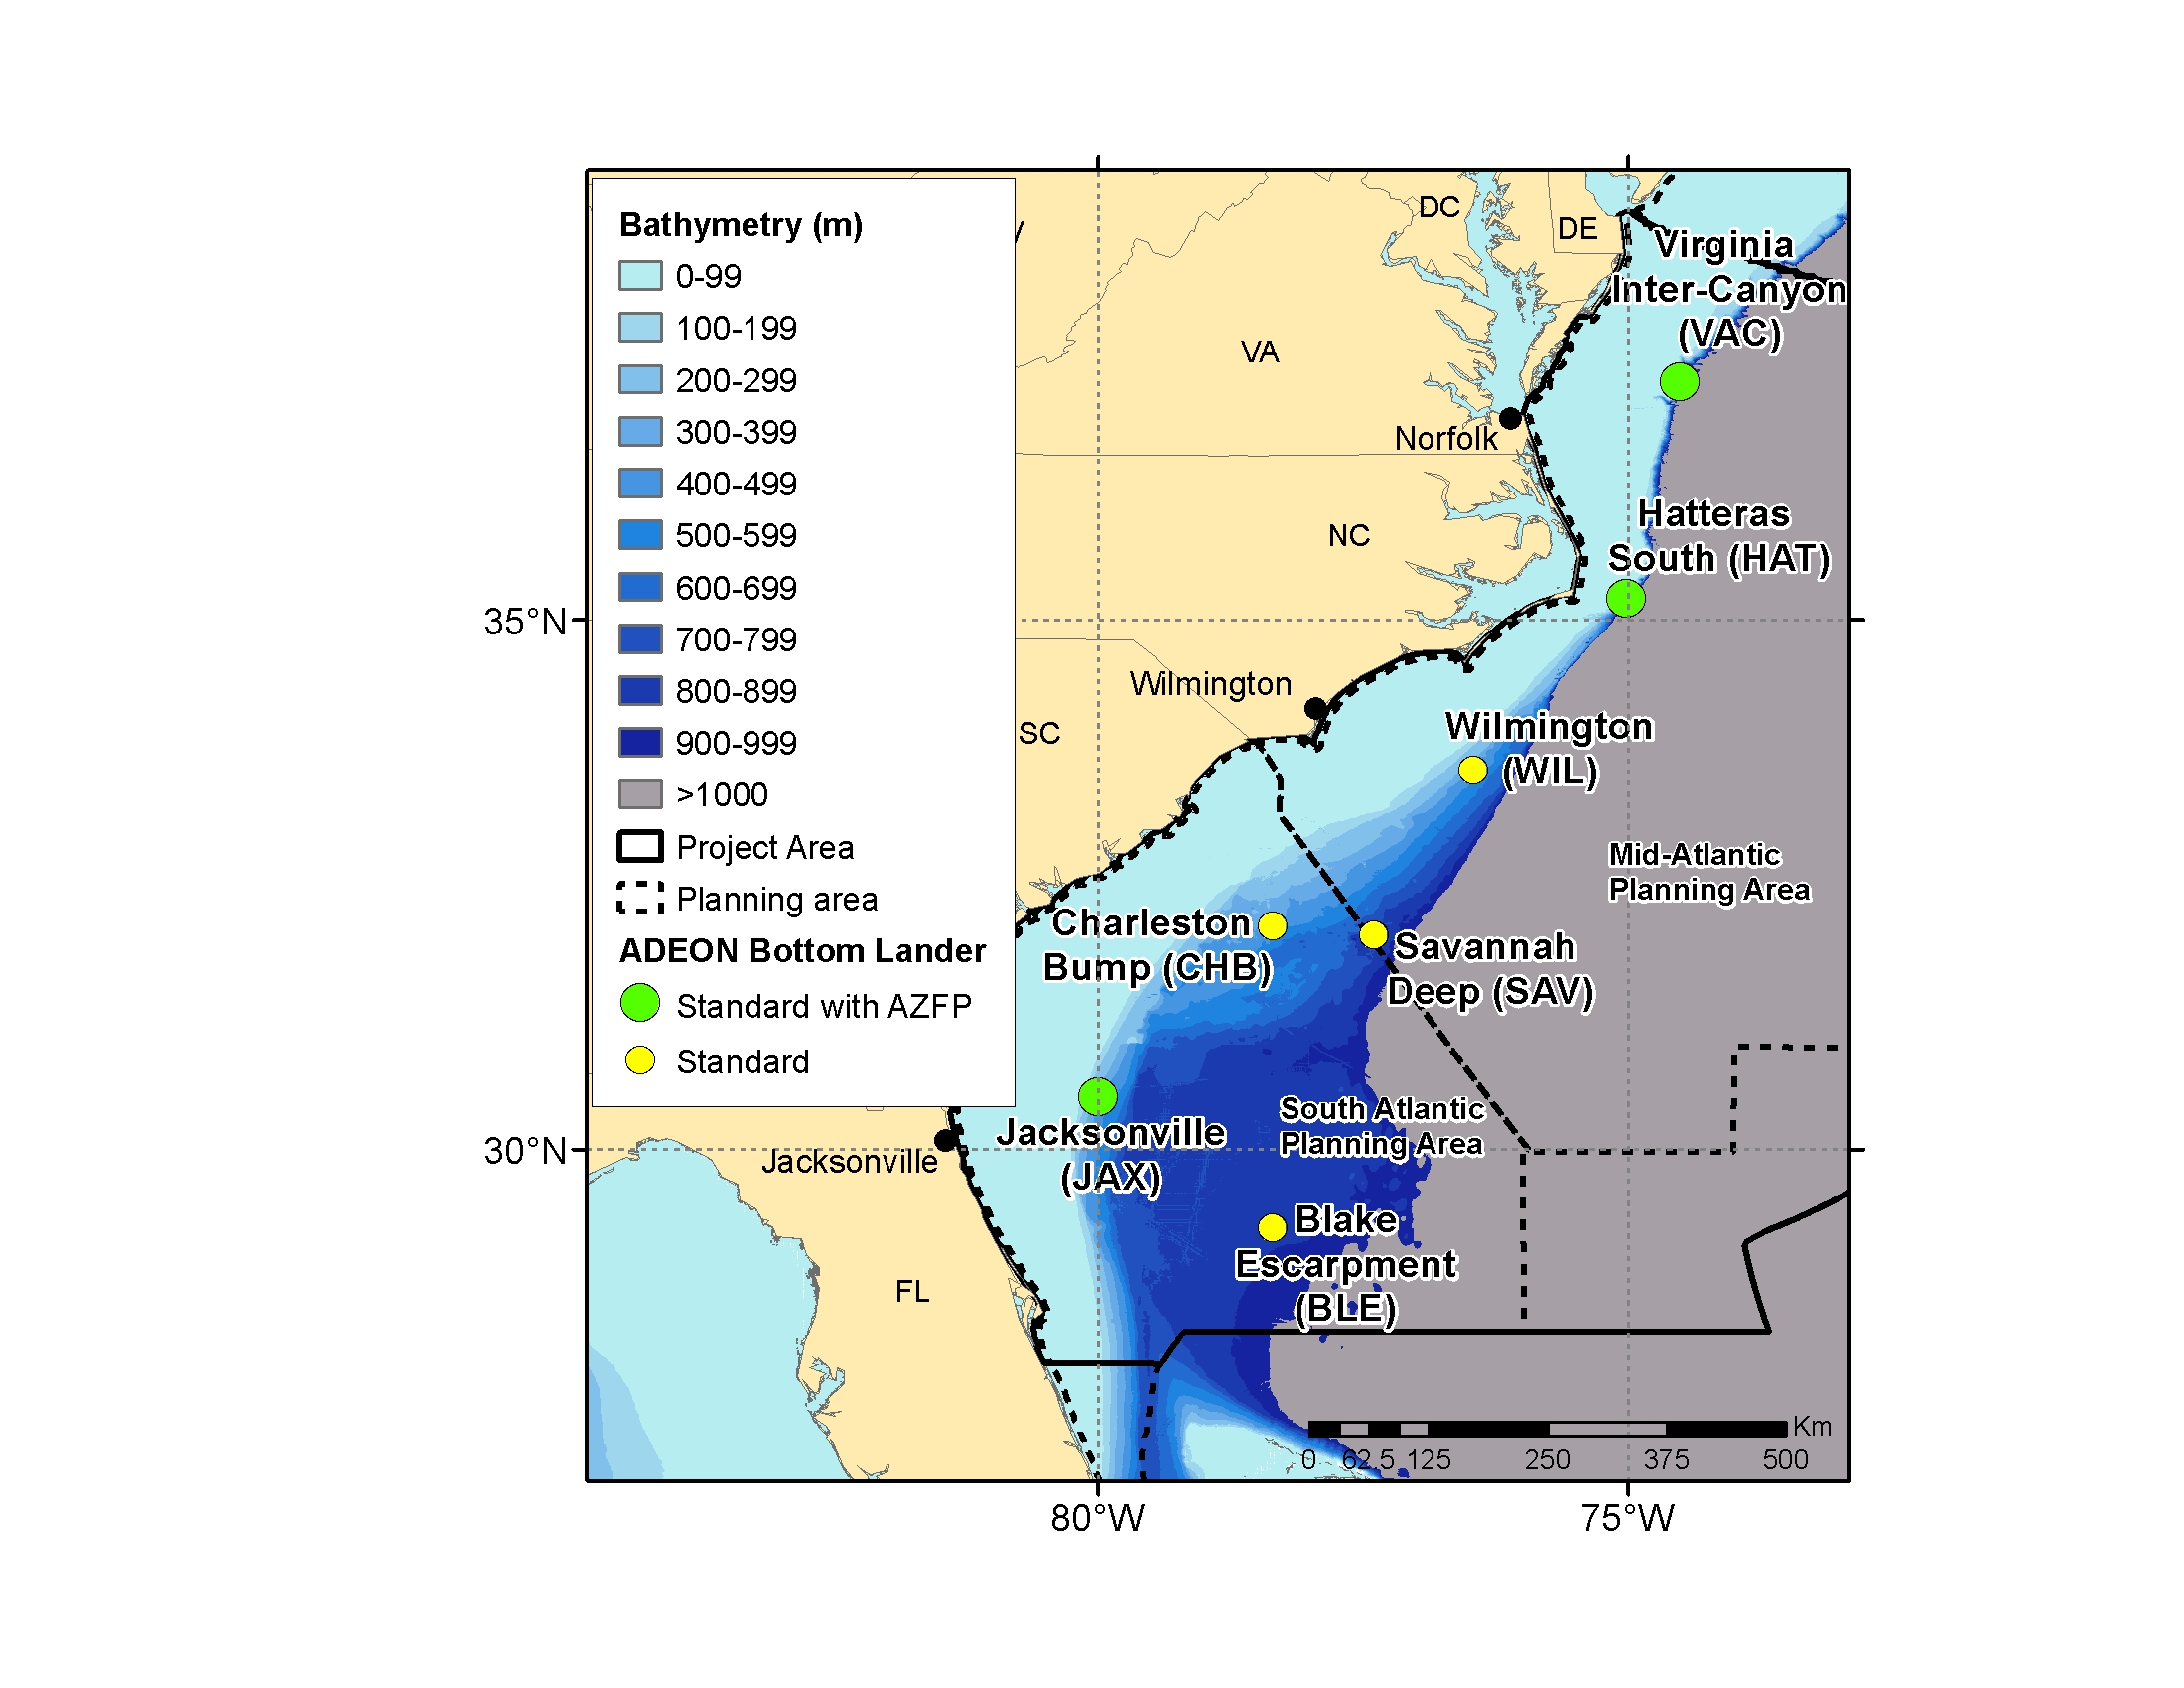 Bathymetry (m)
0-99
100-199
200-299
300-399
400-499
500-599
600-699
700-799
800-899
900-999
>1000
Project Area
Planning area
ADEON Bottom Lander
Standard with AZFP
Standard
DC
DE
VA
Norfolk
NC
Wilmington
SC
Jacksonville
FL
Virginia
Inter-Canyon
(VAC)
Hatteras
South (HAT)
Wilmington
(WIL)
Mid-Atlantic
Planning Area
Charleston
Bump (CHB)
Savannah
Deep (SAV)
South Atlantic
Planning Area
Jacksonville
(JAX)
Blake
Escarpment
(BLE)
Km
0 62.5 125 250 375 500
35°N
30°N
80°W 75°W